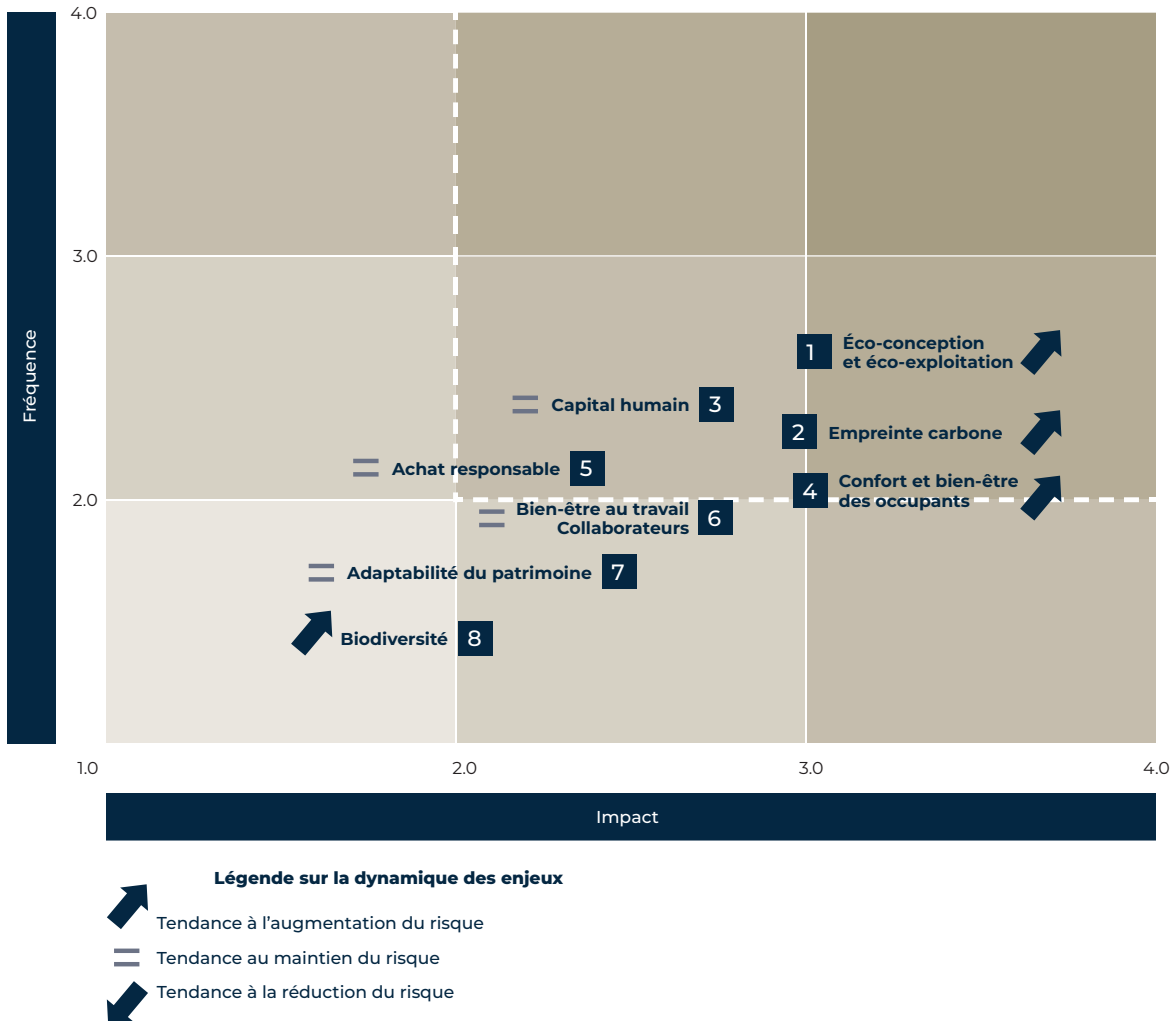 4.0
3.0
Fréquence
1
Éco-conception
et éco-exploitation
Capital humain
3
2
Empreinte carbone
Achat responsable
5
4
Confort et bien-être
des occupants
2.0
Bien-être au travail
Collaborateurs
6
Adaptabilité du patrimoine
7
Biodiversité
8
1.0
2.0
3.0
4.0
Impact
Légende sur la dynamique des enjeux
Tendance à l’augmentation du risque
Tendance au maintien du risque
Tendance à la réduction du risque